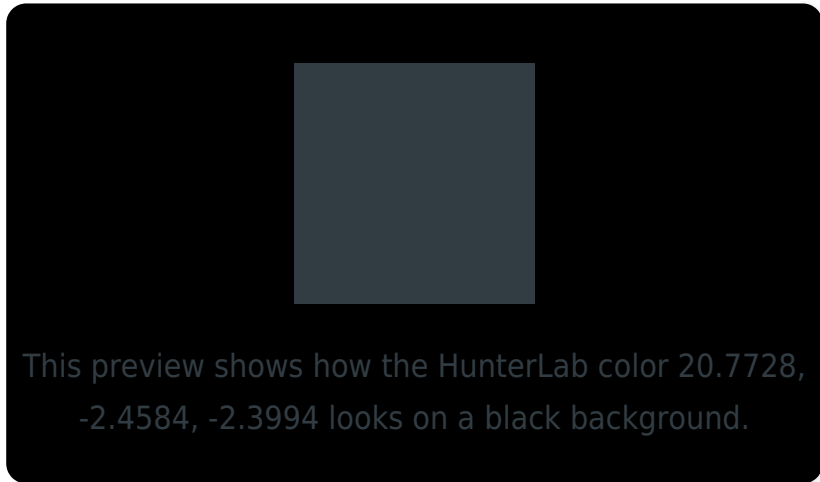 This preview shows how the HunterLab color 20.7728,
-2.4584, -2.3994 looks on a black background.